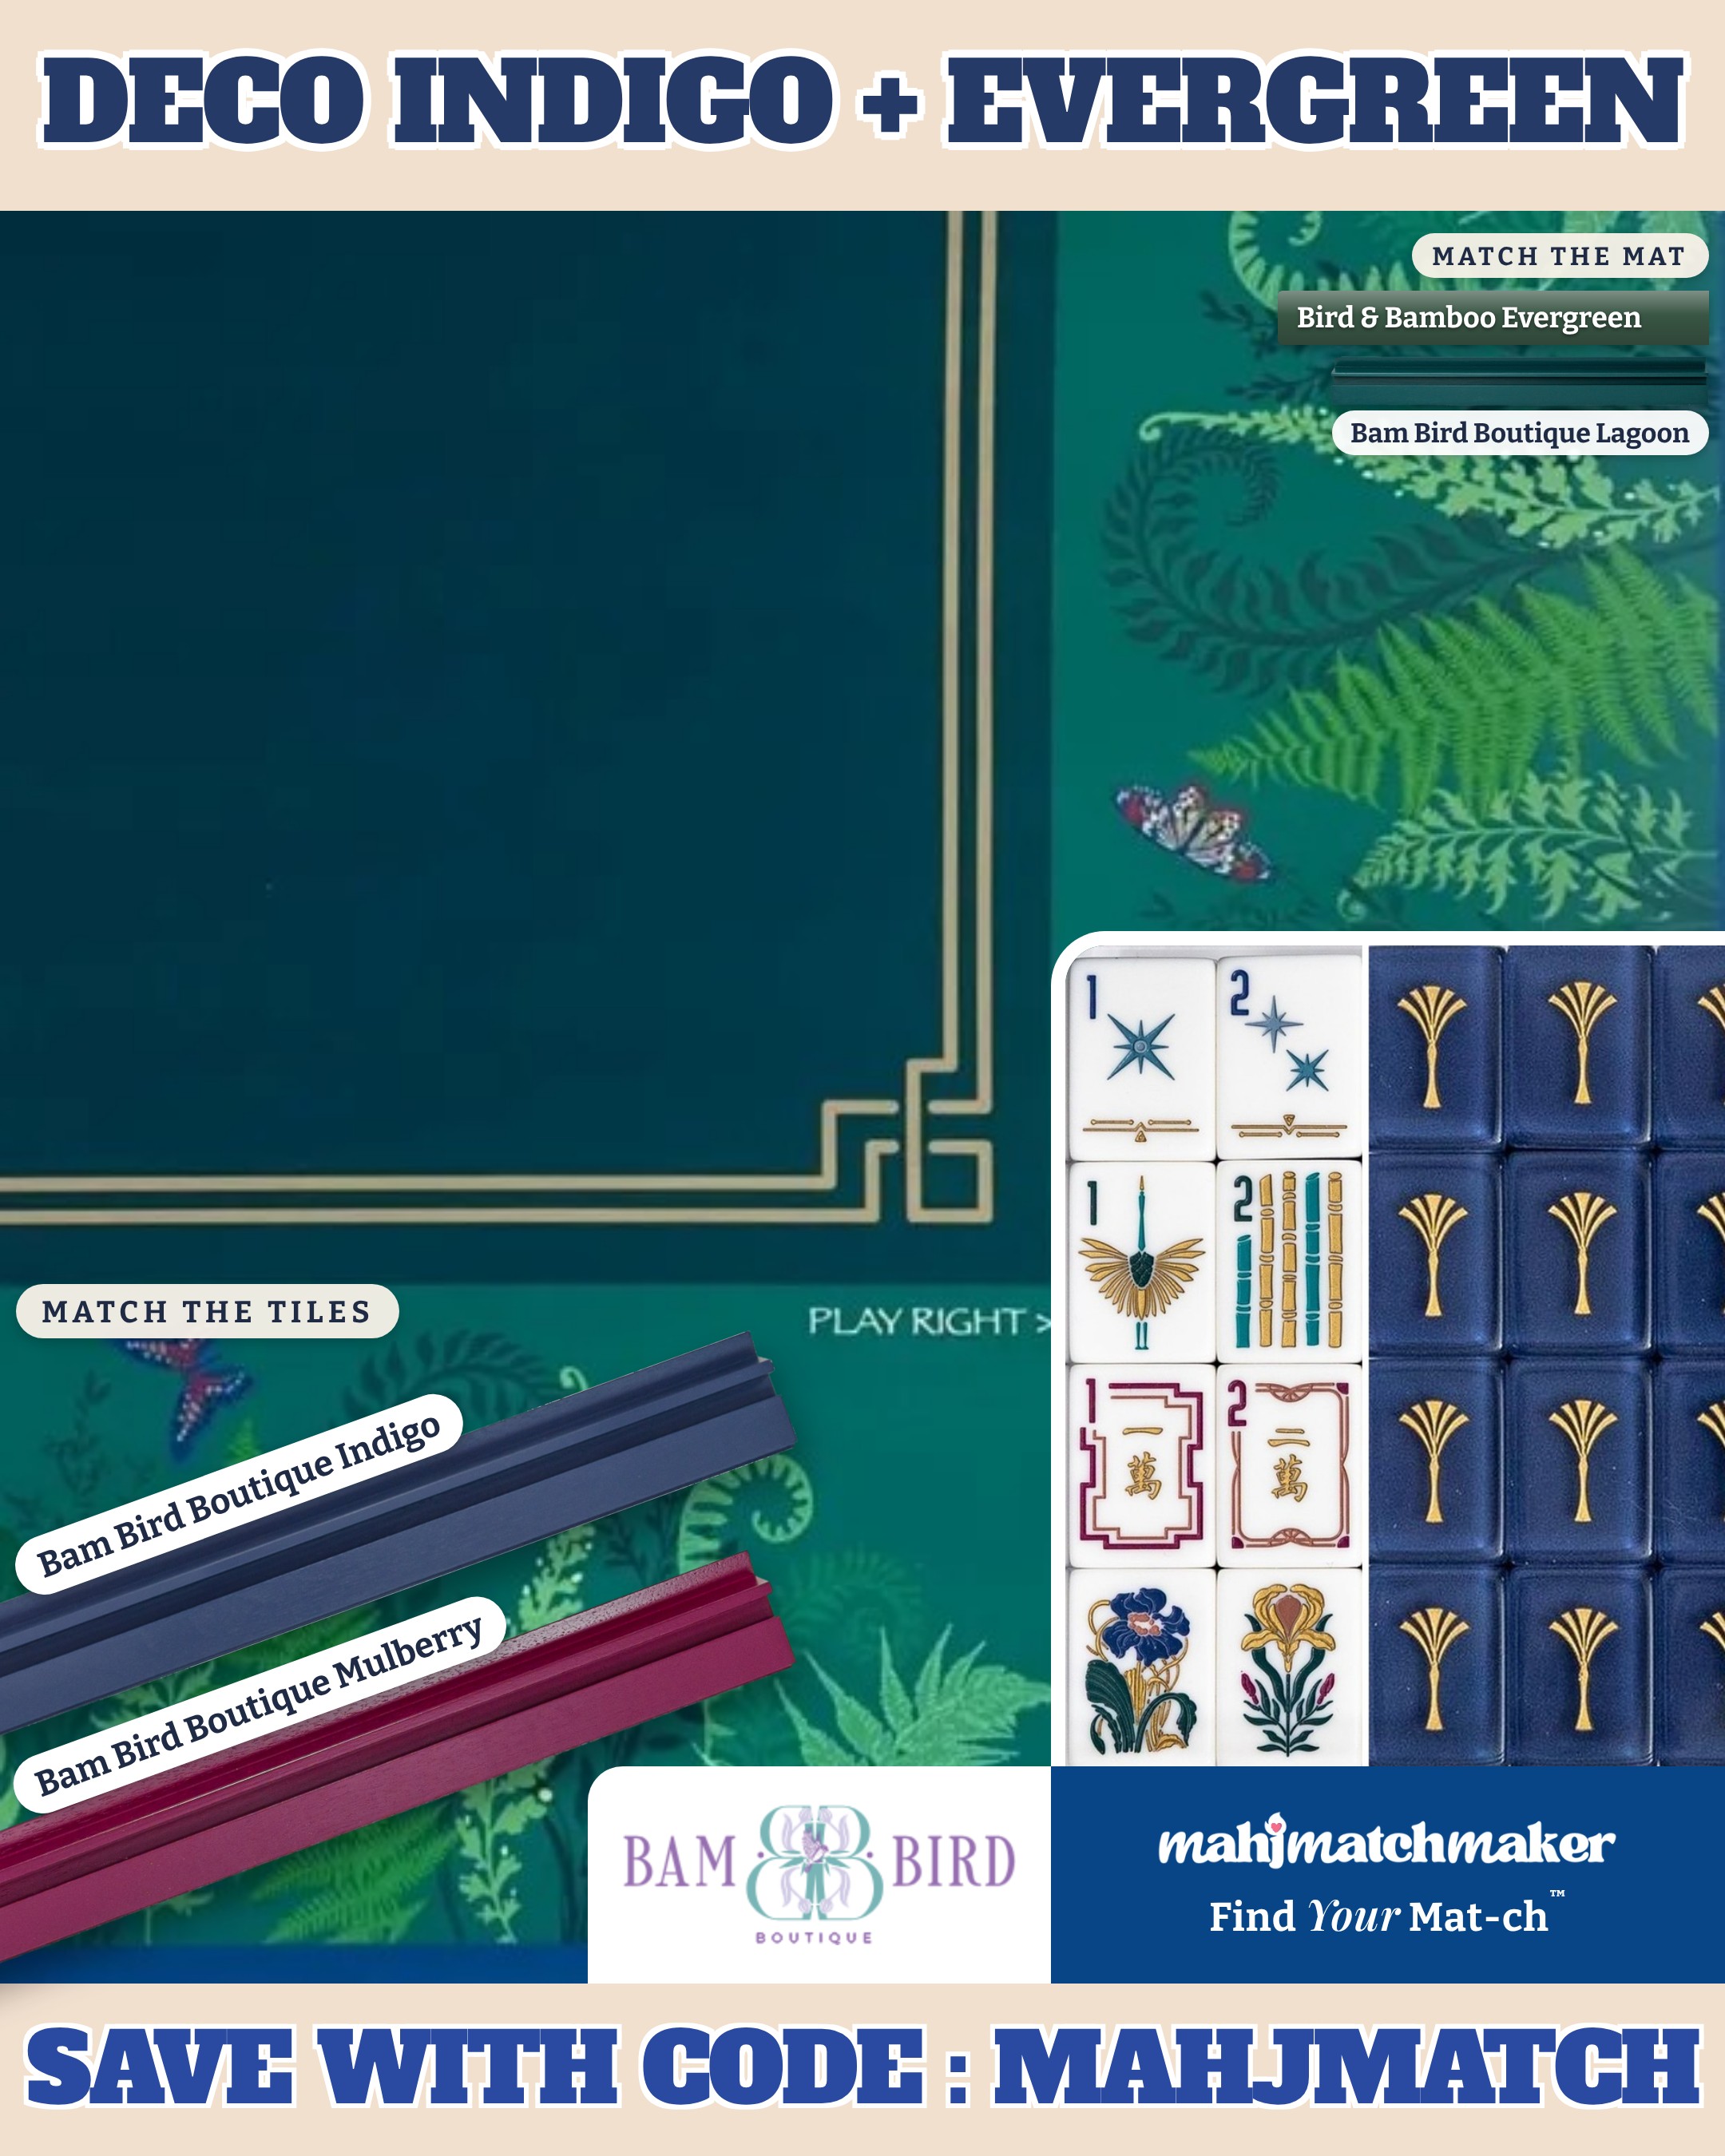 DECO INDIGO + EVERGREEN
MATCH THE MAT
Bird & Bamboo Evergreen
Bam Bird Boutique Lagoon
1
2
1
2
1
一
萬
2
二
萬
MATCH THE TILES
PLAY RIGHT >
Bam Bird Boutique Indigo
Bam Bird Boutique Mulberry
BAM BIRD
BOUTIQUE
mahjmatchmaker
Find Your Mat-ch™
SAVE WITH CODE : MAHJMATCH